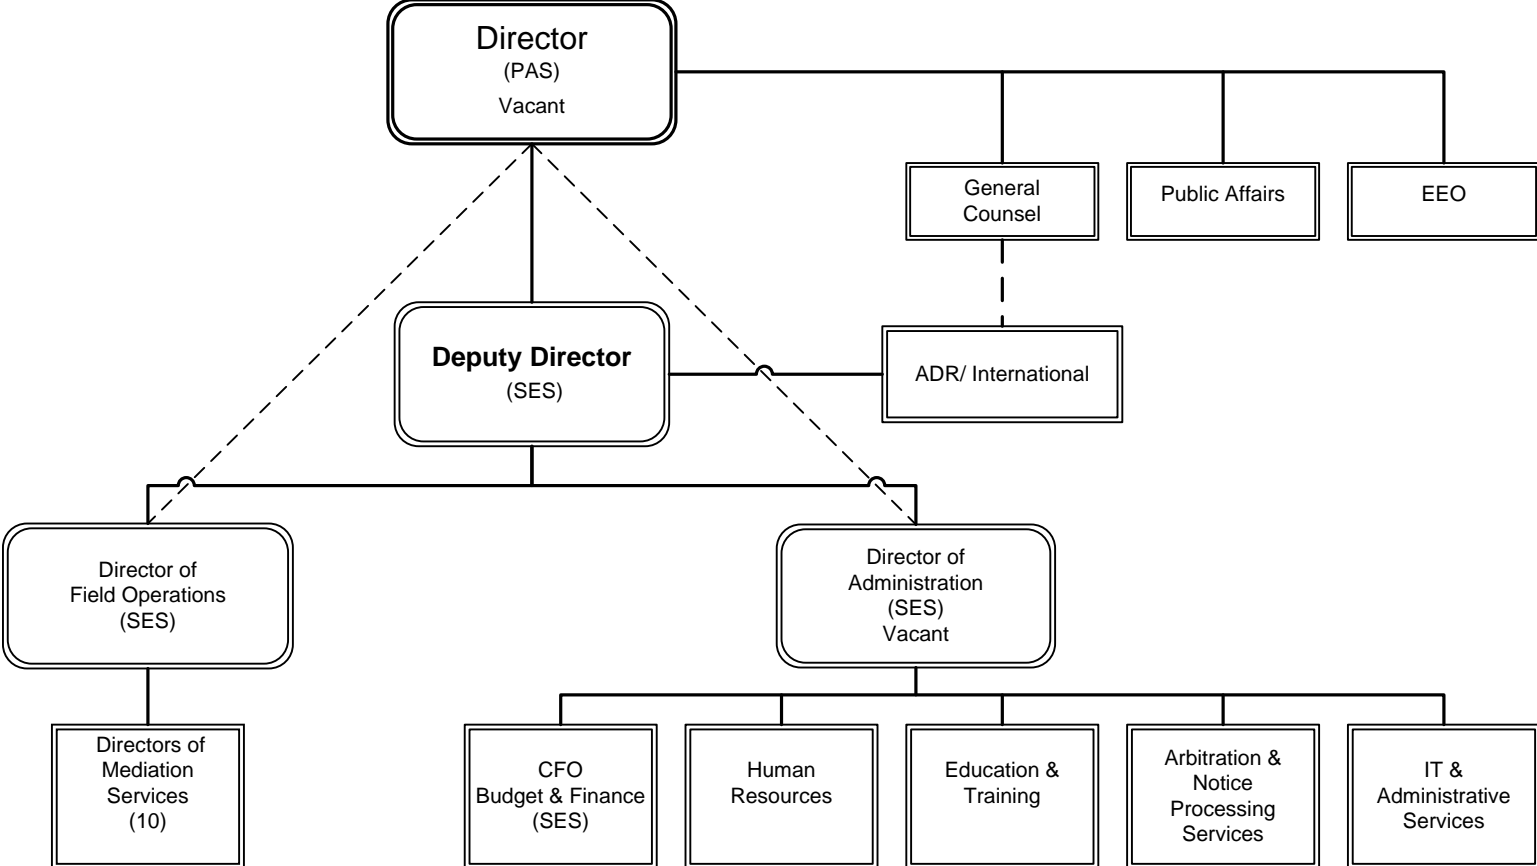 Director
(PAS)
Vacant
General
Counsel
Public Affairs
EEO
Deputy Director
(SES)
ADR/ International
Director of
Field Operations
(SES)
Director of
Administration
(SES)
Vacant
Directors of
Mediation
Services
(10)
CFO
Budget & Finance
(SES)
Human
Resources
Education &
Training
Arbitration &
Notice
Processing
Services
IT &
Administrative
Services